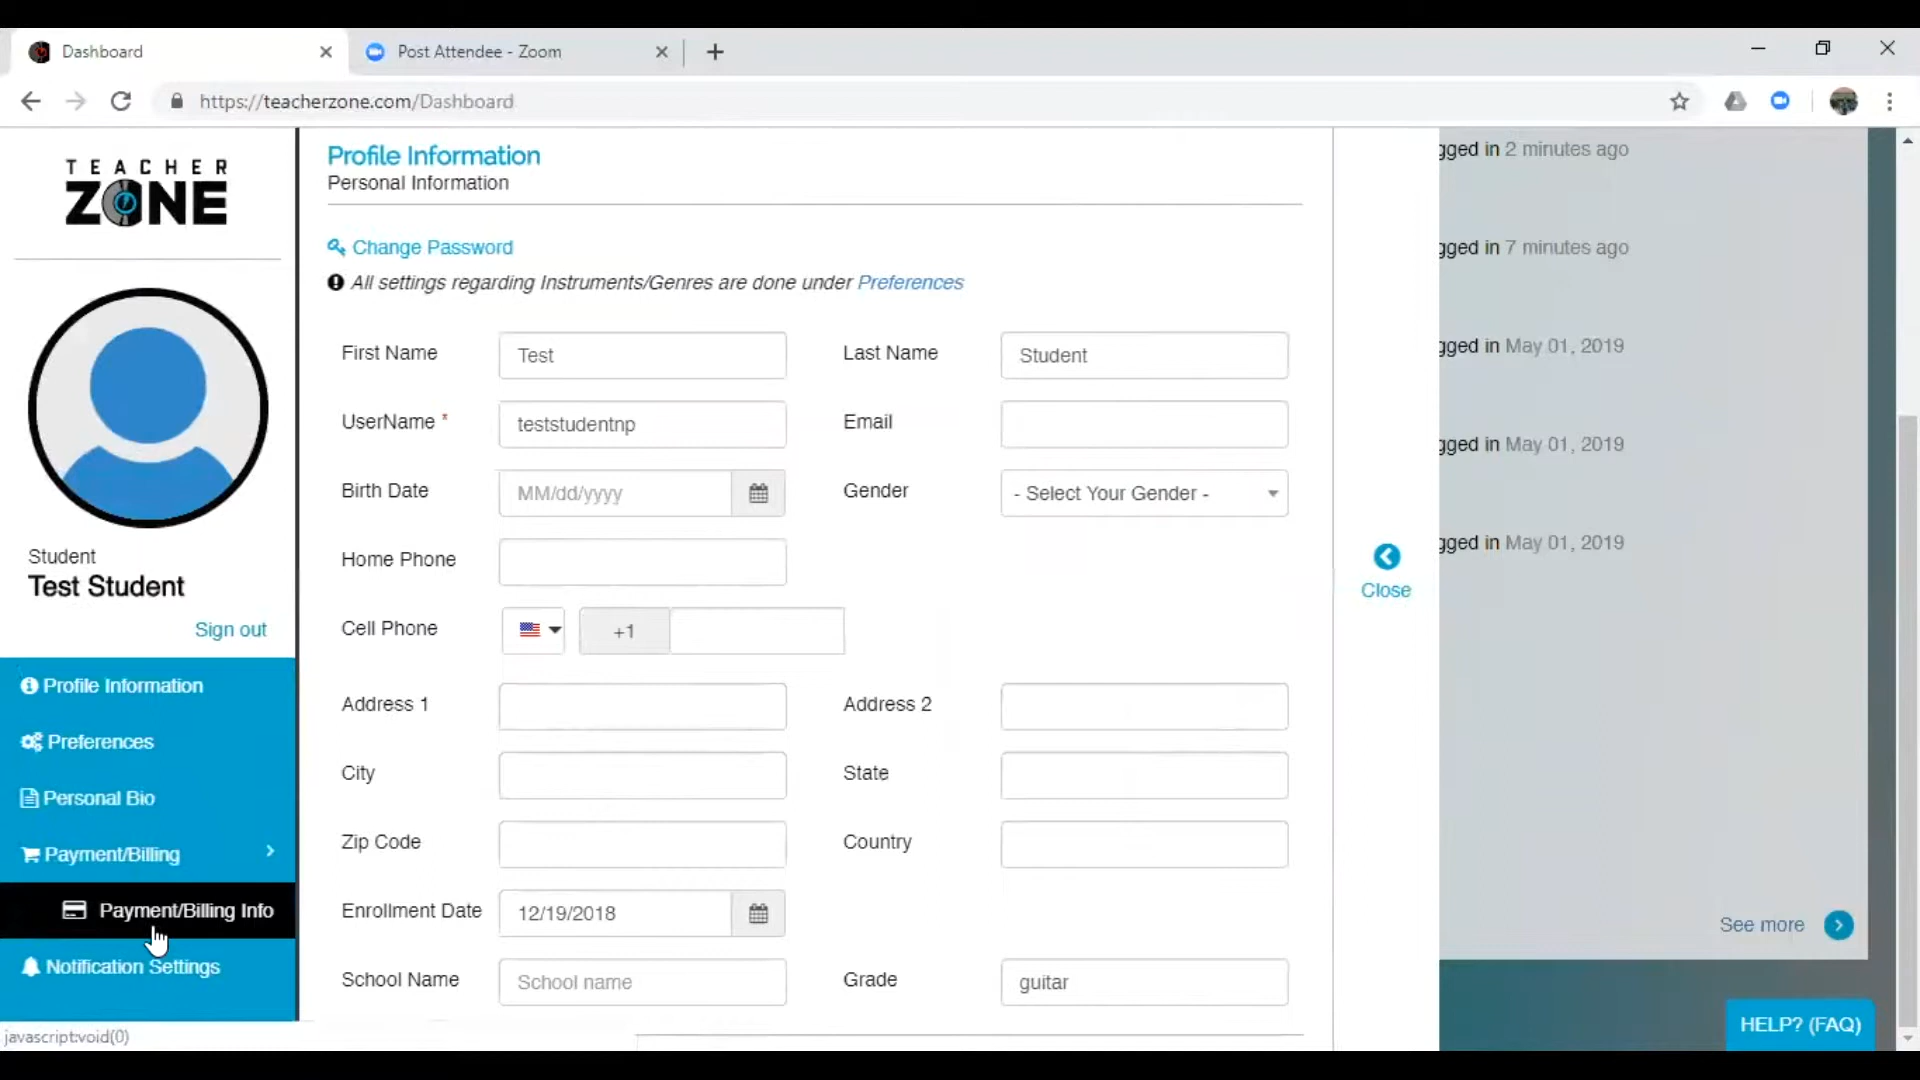 Dashboard
Post Attendee - Zoom
https://teacherzone.com/Dashboard
TEACHER
ZONE
Student
Test Student
Sign out
Profile Information
Preferences
Personal Bio
Payment/Billing
Payment/Billing Info
Notification Settings
javascript:void(0)
Profile Information
Personal Information
Change Password
All settings regarding Instruments/Genres are done under Preferences
First Name Test Last Name Student
UserName * teststudentnp Email
Birth Date MM/dd/yyyy Gender - Select Your Gender -
Home Phone
Cell Phone +1
Address 1 Address 2
City State
Zip Code Country
Enrollment Date 12/19/2018
School Name School name Grade guitar
Close
gged in 2 minutes ago
gged in 7 minutes ago
gged in May 01, 2019
gged in May 01, 2019
gged in May 01, 2019
See more
HELP? (FAQ)